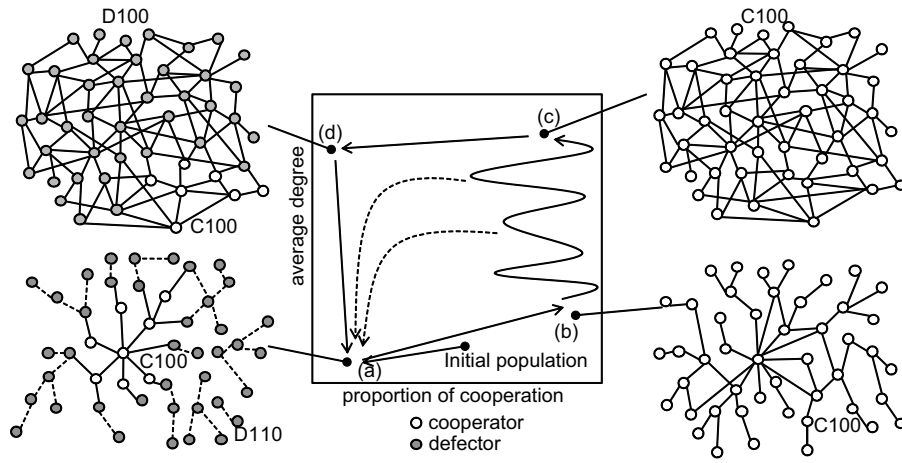 D100
C100
(c)
(d)
average degree
C100
(b)
C100
Initial population
(a)
proportion of cooperation
cooperator
defector
D110
C100